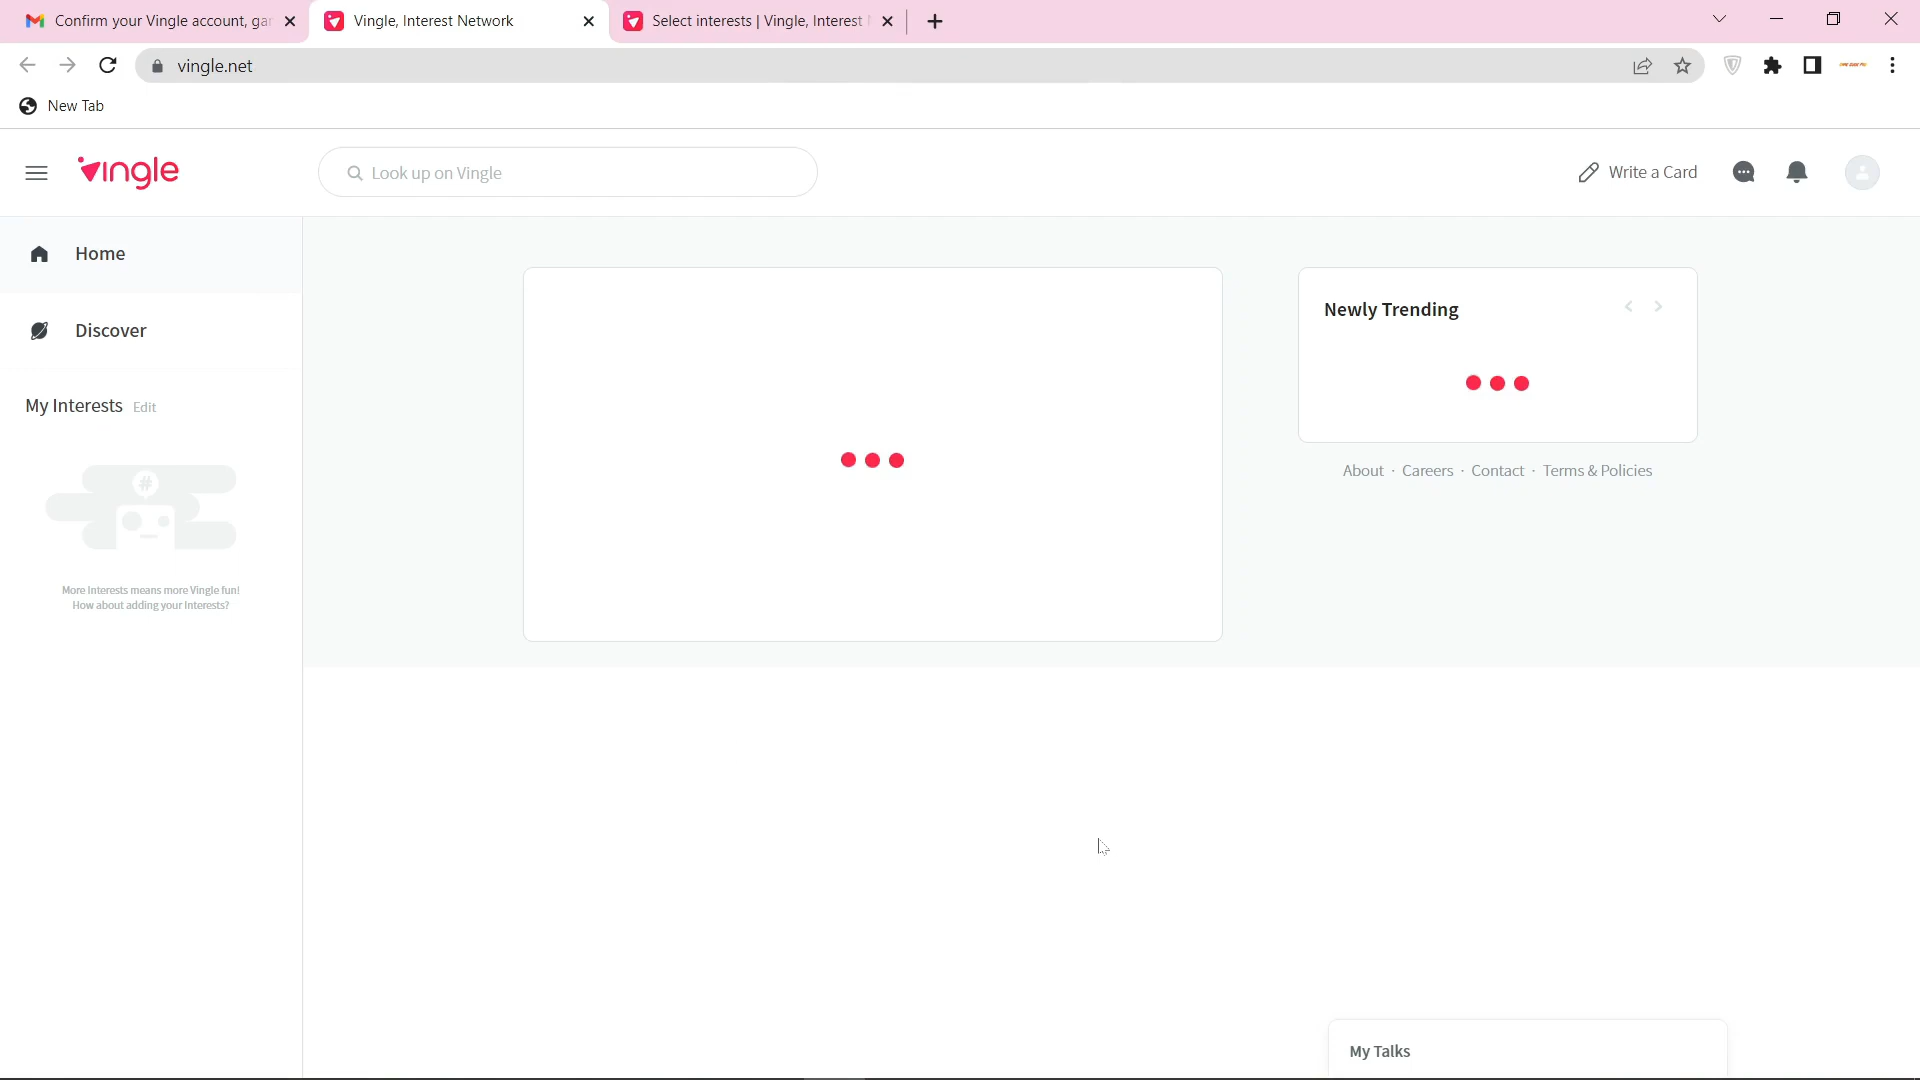 Confirm your Vingle account, gar
Vingle, Interest Network
Select interests | Vingle, Interest N
vingle.net
New Tab
vingle
Look up on Vingle
Write a Card
Home
Discover
My Interests Edit
#
More Interests means more Vingle fun!
How about adding your Interests?
Newly Trending
About · Careers · Contact · Terms & Policies
My Talks